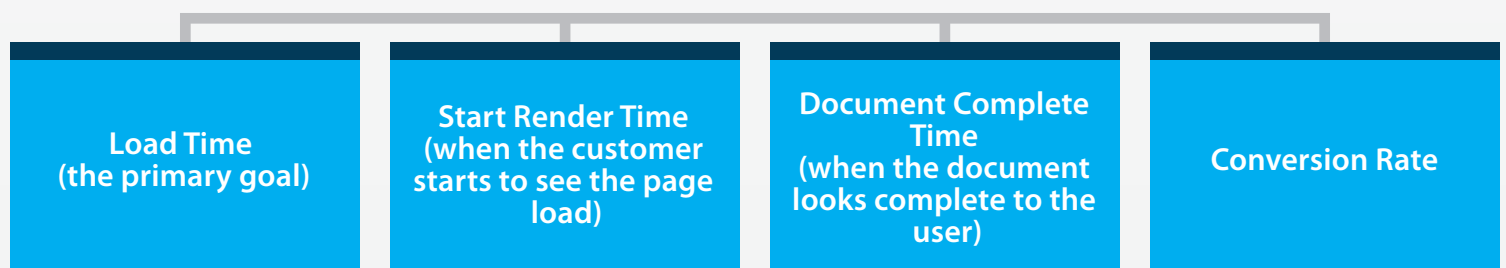 Load Time
(the primary goal)
Start Render Time
(when the customer
starts to see the page
load)
Document Complete
Time
(when the document
looks complete to the
user)
Conversion Rate